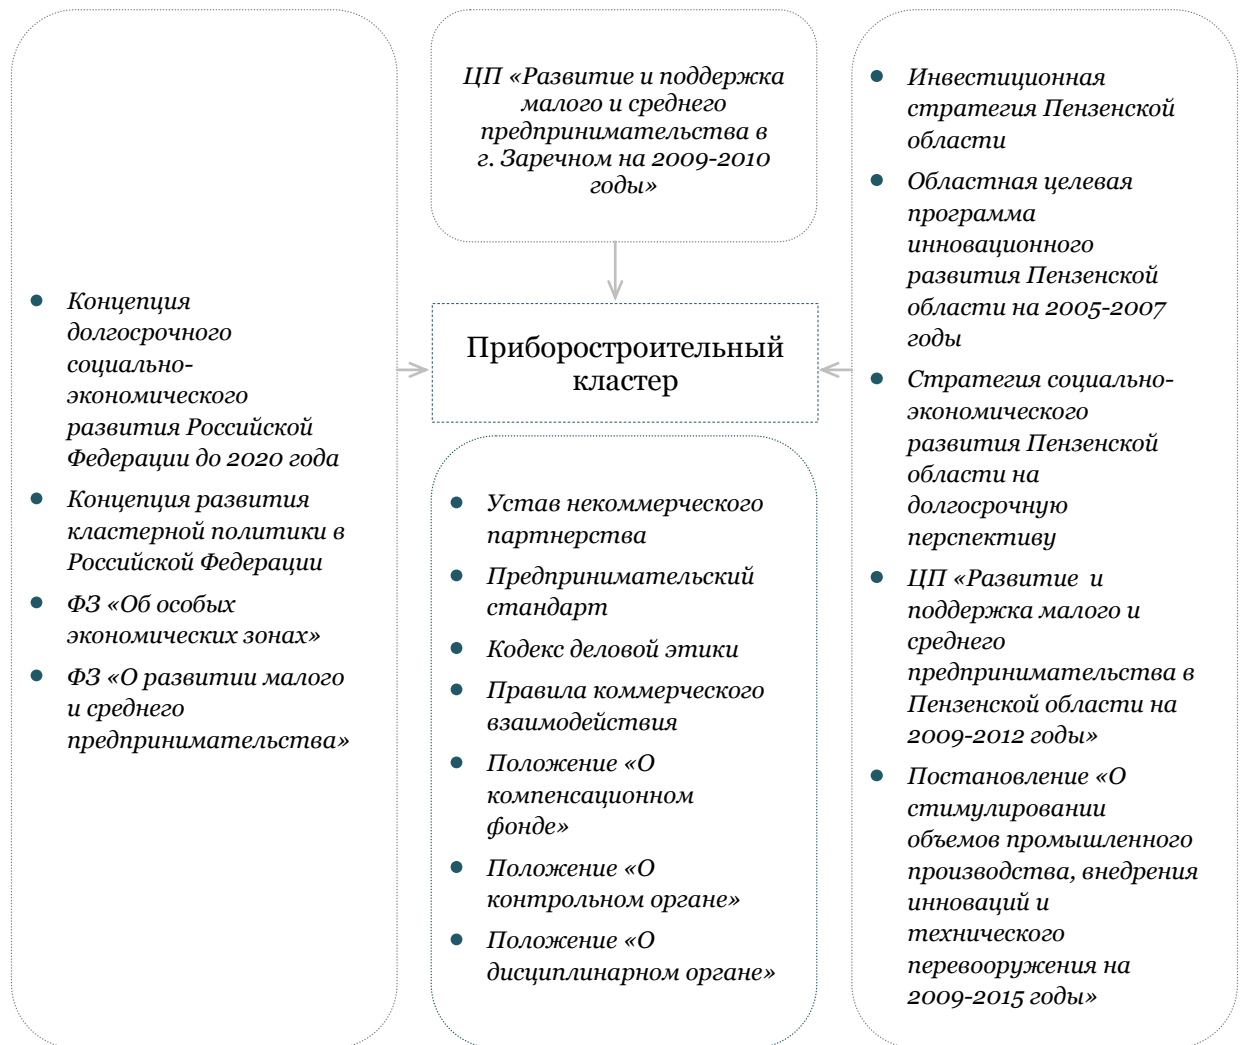 Концепция
долгосрочного
социально-
экономического
развития Российской
Федерации до 2020 года
Концепция развития
кластерной политики в
Российской Федерации
ФЗ «Об особых
экономических зонах»
ФЗ «О развитии малого
и среднего
предпринимательства»
ЦП «Развитие и поддержка
малого и среднего
предпринимательства в
г. Заречном на 2009-2010
годы»
Приборостроительный
кластер
Устав некоммерческого
партнерства
Предпринимательский
стандарт
Кодекс деловой этики
Правила коммерческого
взаимодействия
Положение «О
компенсационном
фонде»
Положение «О
контрольном органе»
Положение «О
дисциплинарном органе»
Инвестиционная
стратегия Пензенской
области
Областная целевая
программа
инновационного
развития Пензенской
области на 2005-2007
годы
Стратегия социально-
экономического
развития Пензенской
области на
долгосрочную
перспективу
ЦП «Развитие  и
поддержка малого и
среднего
предпринимательства в
Пензенской области на
2009-2012 годы»
Постановление «О
стимулировании
объемов промышленного
производства, внедрения
инноваций и
технического
перевооружения на
2009-2015 годы»